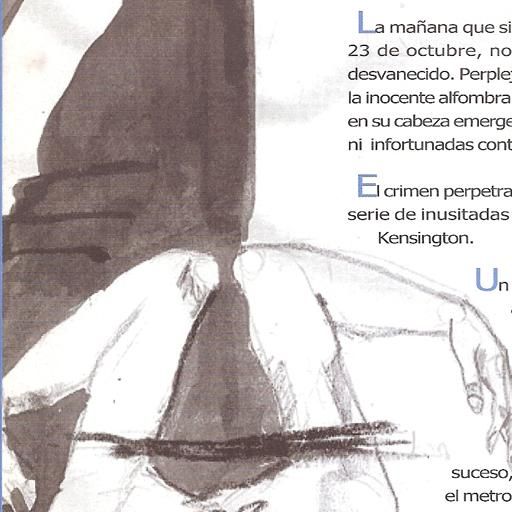 La mañana que si
23 de octubre, no
desvanecido. Perple
la inocente alfombra
en su cabeza emerge
ni infortunadas cont
El crimen perpetra
serie de inusitadas
Kensington.
Un
suceso,
el metro